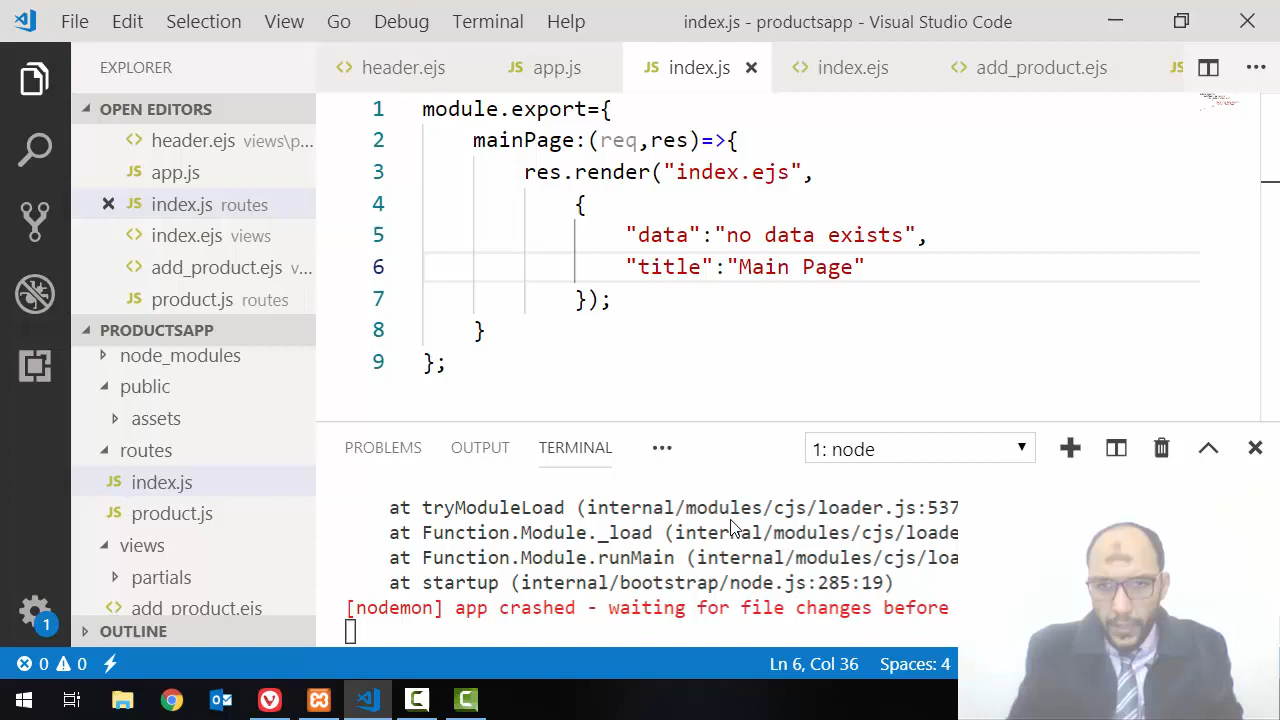 File Edit Selection View Go Debug Terminal Help index.js - productsapp - Visual Studio Code
EXPLORER
header.ejs app.js index.js index.ejs add_product.ejs JS
OPEN EDITORS
header.ejs views\p...
JS app.js
JS index.js routes
index.ejs views
add_product.ejs v...
JS product.js routes
PRODUCTSAPP
node_modules
public
assets
routes
JS index.js
JS product.js
views
partials
add_product.ejs
OUTLINE
1 module.export={
2 mainPage:(req,res)=>{
3 res.render("index.ejs",
4 {
5 "data":"no data exists",
6 "title":"Main Page"
7 });
8 }
9 };
PROBLEMS OUTPUT TERMINAL ... 1: node
at tryModuleLoad (internal/modules/cjs/loader.js:537
at Function.Module._load (internal/modules/cjs/loade
at Function.Module.runMain (internal/modules/cjs/loa
at startup (internal/bootstrap/node.js:285:19)
[nodemon] app crashed - waiting for file changes before
1
0 0 Ln 6, Col 36 Spaces: 4